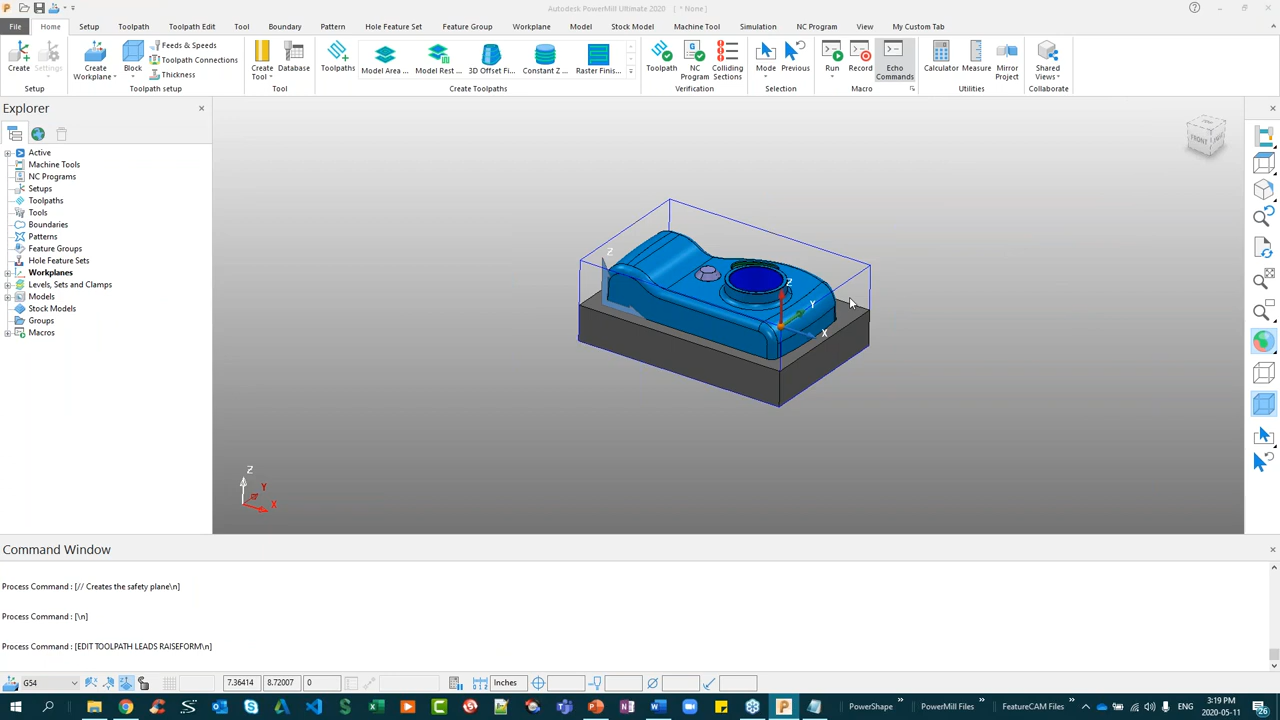 Autodesk PowerMill Ultimate 2020 - [ * None ]
File Home Setup Toolpath Toolpath Edit Tool Boundary Pattern Hole Feature Set Feature Group Workplane Model Stock Model Machine Tool Simulation NC Program View My Custom Tab
Create
Settings
Setup
Create Workplane
Block
Feeds & Speeds
Toolpath Connections
Thickness
Toolpath setup
Create Tool
Database
Tool
Toolpaths
Model Area ...
Model Rest ...
3D Offset Fi...
Constant Z ...
Raster Finis...
Create Toolpaths
Toolpath
NC Program
Colliding Sections
Verification
Mode
Previous
Selection
Run
Record
Echo Commands
Macro
Calculator
Measure
Mirror Project
Utilities
Shared Views
Collaborate
Explorer
Active
Machine Tools
NC Programs
Setups
Toolpaths
Tools
Boundaries
Patterns
Feature Groups
Hole Feature Sets
Workplanes
Levels, Sets and Clamps
Models
Stock Models
Groups
Macros
FRONT
Z
Z
Y
X
Z
Y
X
Command Window
Process Command : [// Creates the safety plane\n]
Process Command : [\n]
Process Command : [EDIT TOOLPATH LEADS RAISEFORM\n]
G54 7.36414 8.72007 0 Inches
PowerShape PowerMill Files FeatureCAM Files ENG 3:19 PM
2020-05-11
26